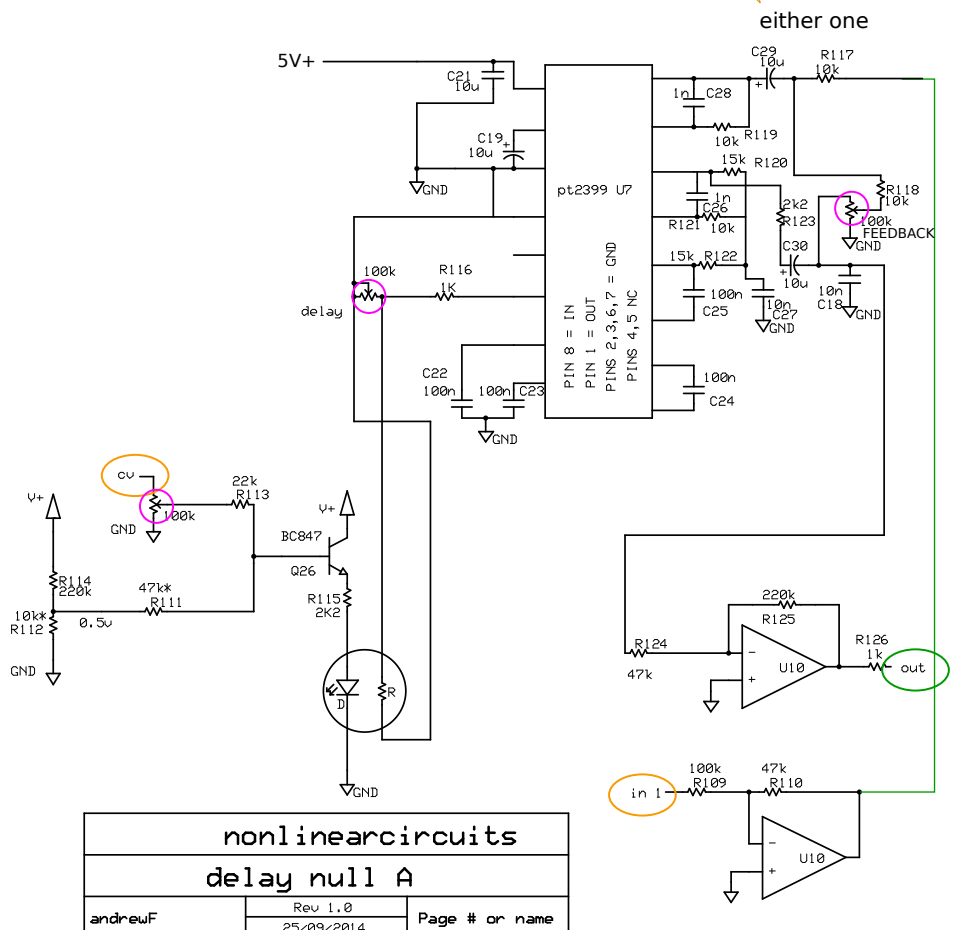 either one
5V+
C21
10u
C19
+
10u
GND
C29
10u
+
R117
10k
1n C28
10k
R119
15k R120
pt2399 U7
1n
C26
R121
10k
2k2
R123
R118
10k
100k
FEEDBACK
GND
15k R122
C30
+
10u
100n
C25
10n
C27
GND
10n
C18
GND
100k
R116
1K
delay
PIN 8 = IN
PIN 1 = OUT
PINS 2,3,6,7 = GND
PINS 4,5 NC
C22
100n
100n C23
GND
100n
C24
cv
V+
100k
GND
22k
R113
BC847
Q26
V+
R114
220k
47k*
R111
10k*
R112
0.5v
GND
R115
2K2
D
R
GND
220k
R125
R124
47k
-
+
U10
R126
1k
out
in 1
100k
R109
47k
R110
-
+
U10
nonlinearcircuits
delay null A
andrewF
Rev 1.0
25/09/2014
Page # or name